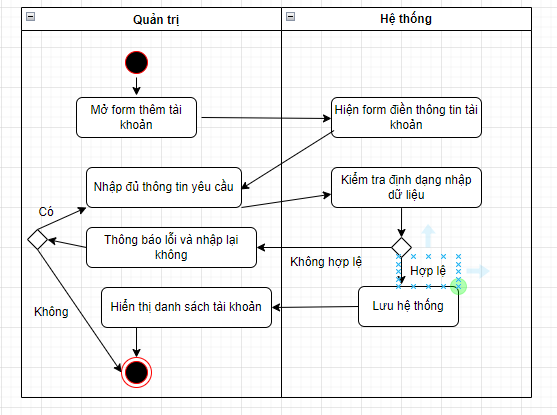 Quản trị
Hệ thống
Mở form thêm tài
khoản
Hiện form điền thông tin tài
khoản
Nhập đủ thông tin yêu cầu
Kiểm tra định dạng nhập
dữ liệu
Có
Thông báo lỗi và nhập lại
không
Không hợp lệ
Hợp lệ
Không
Hiển thị danh sách tài khoản
Lưu hệ thống